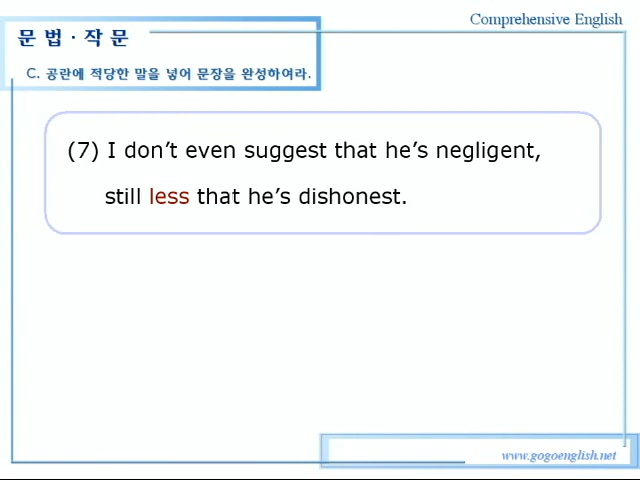 Comprehensive English
문 법 · 작 문
C. 공란에 적당한 말을 넣어 문장을 완성하여라.
(7) I don’t even suggest that he’s negligent,
still less that he’s dishonest.
www.gogoenglish.net